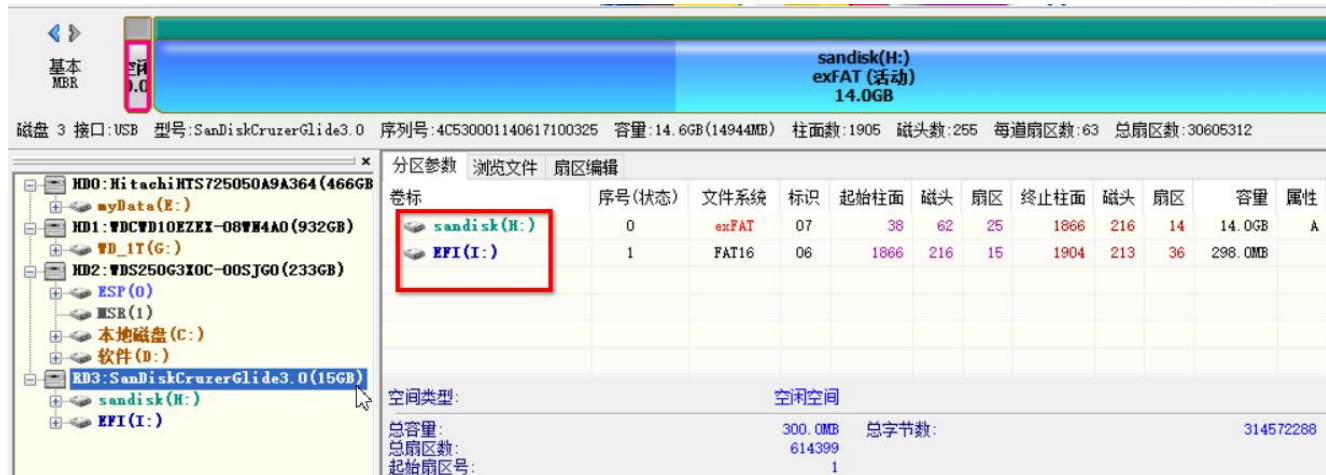 基本
MBR
空闲
sandisk(H:)
exFAT (活动)
14.0GB
磁盘 3 接口:USB 型号:SanDiskCruzerGlide3.0 序列号:4C530001140617100325 容量:14.6GB(14944MB) 柱面数:1905 磁头数:255 每道扇区数:63 总扇区数:30605312
HD0:HitachiHTS725050A9A364(466GB
myData(E:)
HD1:WDCWD10EZEX-08WN4A0(932GB)
WD_1T(G:)
HD2:WDS250G3X0C-00SJG0(233GB)
ESP(0)
MSR(1)
本地磁盘(C:)
软件(D:)
RD3:SanDiskCruzerGlide3.0(15GB)
sandisk(H:)
EFI(I:)
分区参数 浏览文件 扇区编辑
卷标 序号(状态) 文件系统 标识 起始柱面 磁头 扇区 终止柱面 磁头 扇区 容量 属性
sandisk(H:) 0 exFAT 07 38 62 25 1866 216 14 14.0GB A
EFI(I:) 1 FAT16 06 1866 216 15 1904 213 36 298.0MB
空间类型: 空闲空间
总容量: 300.0MB 总字节数: 314572288
总扇区数: 614399
起始扇区号: 1